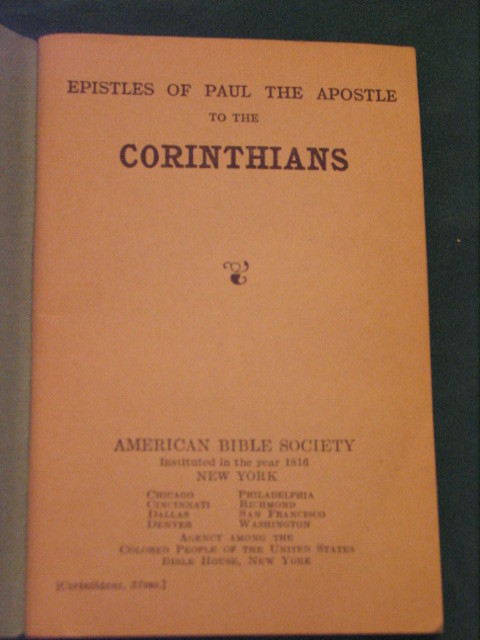 EPISTLES OF PAUL THE APOSTLE
TO THE
CORINTHIANS
AMERICAN BIBLE SOCIETY
Instituted in the year 1816
NEW YORK
CHICAGO PHILADELPHIA
CINCINNATI RICHMOND
DALLAS SAN FRANCISCO
DENVER WASHINGTON
AGENCY AMONG THE
COLORED PEOPLE OF THE UNITED STATES
BIBLE HOUSE, NEW YORK
[Corinthians,